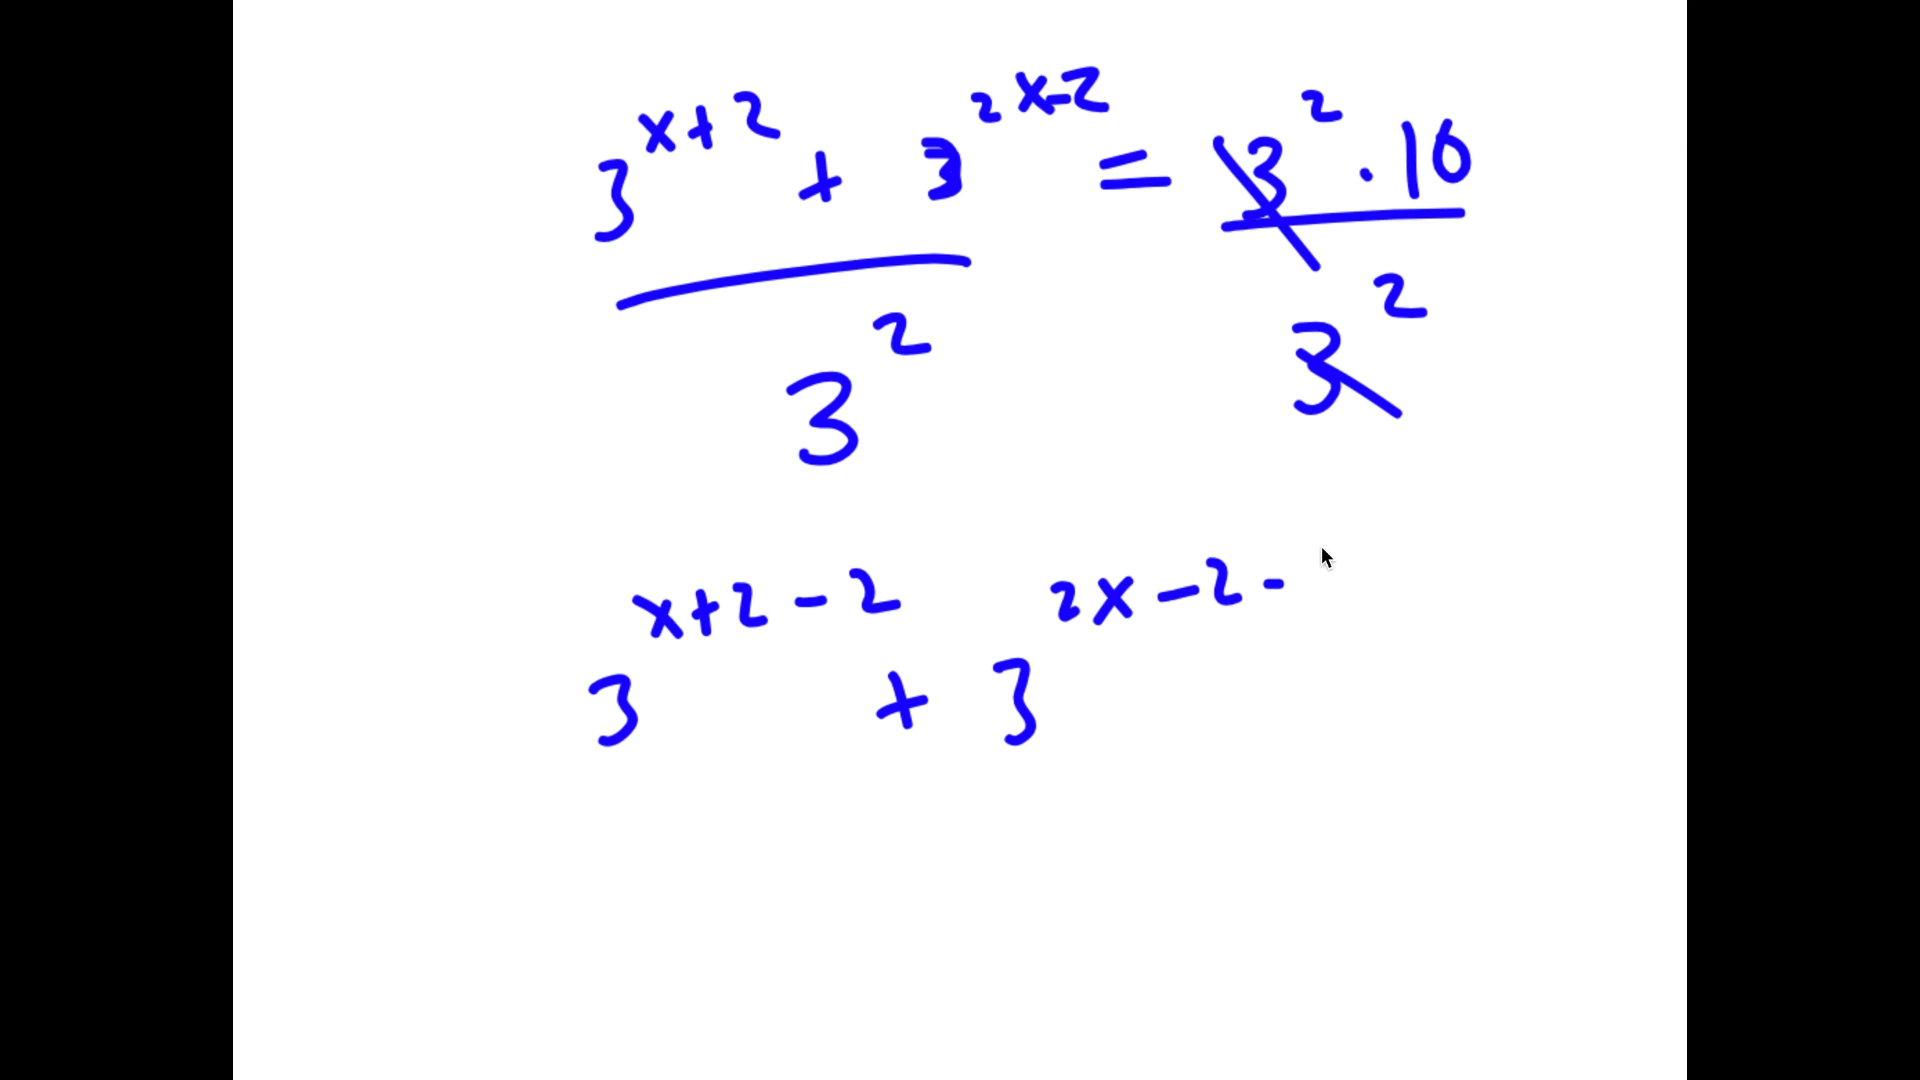 3^(x+2) + 3^(2x-2) = 3^2 · 10
3^2 3^2
3^(x+2-2) + 3^(2x-2-